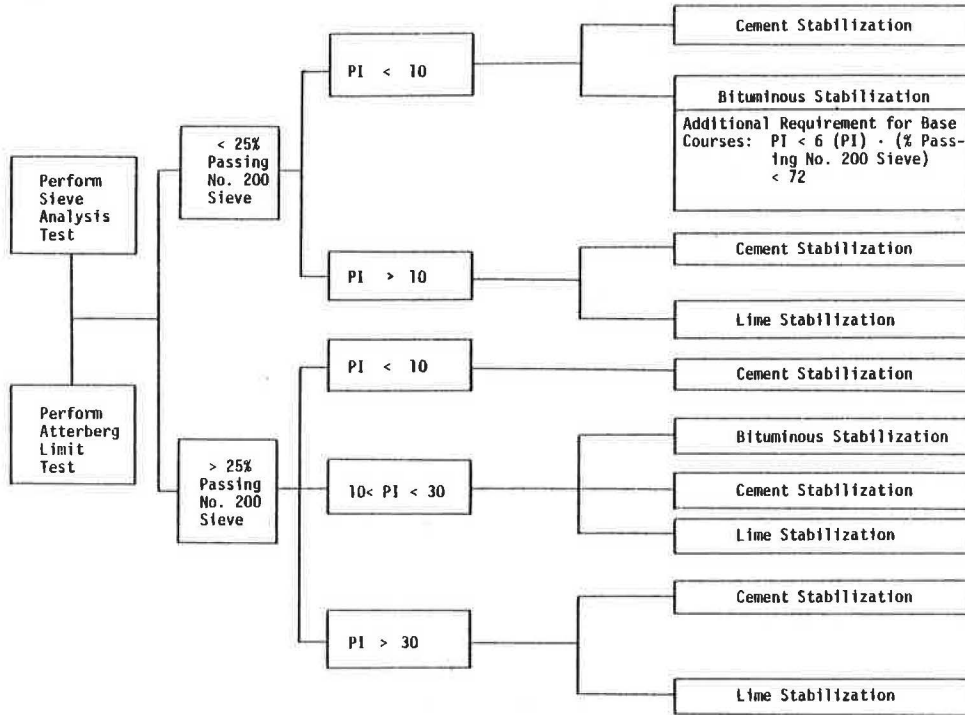 Perform
Sieve
Analysis
Test
Perform
Atterberg
Limit
Test
< 25%
Passing
No. 200
Sieve
> 25%
Passing
No. 200
Sieve
PI < 10
PI > 10
PI < 10
10< PI < 30
PI > 30
Cement Stabilization
Bituminous Stabilization
Additional Requirement for Base
Courses: PI < 6 (PI) · (% Pass-
ing No. 200 Sieve)
< 72
Cement Stabilization
Lime Stabilization
Cement Stabilization
Bituminous Stabilization
Cement Stabilization
Lime Stabilization
Cement Stabilization
Lime Stabilization